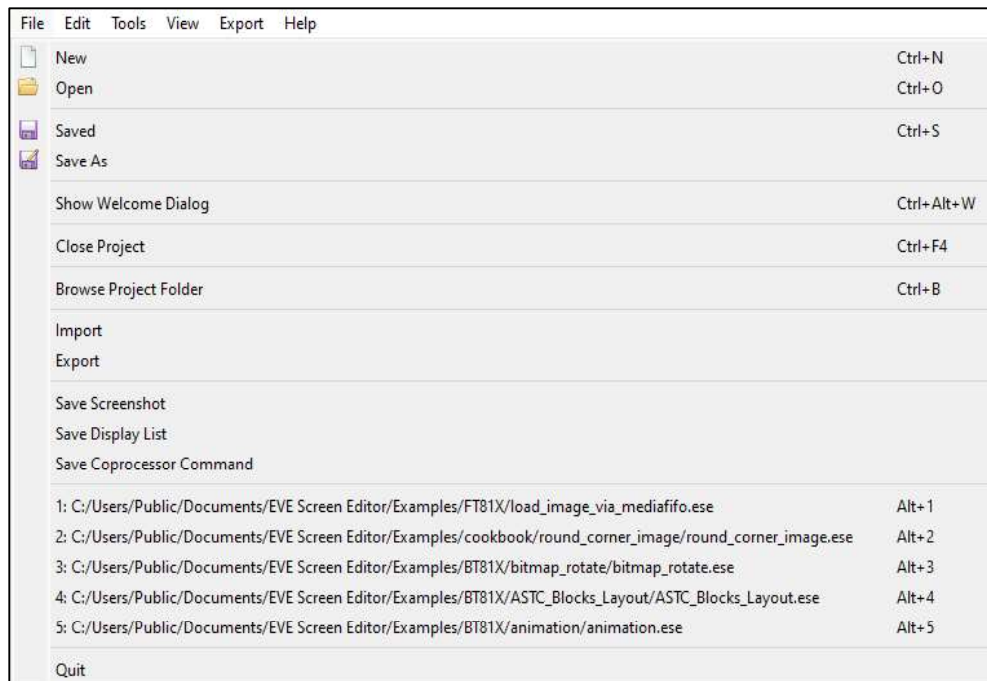 File Edit Tools View Export Help
New Ctrl+N
Open Ctrl+O
Saved Ctrl+S
Save As
Show Welcome Dialog Ctrl+Alt+W
Close Project Ctrl+F4
Browse Project Folder Ctrl+B
Import
Export
Save Screenshot
Save Display List
Save Coprocessor Command
1: C:/Users/Public/Documents/EVE Screen Editor/Examples/FT81X/load_image_via_mediafifo.ese Alt+1
2: C:/Users/Public/Documents/EVE Screen Editor/Examples/cookbook/round_corner_image/round_corner_image.ese Alt+2
3: C:/Users/Public/Documents/EVE Screen Editor/Examples/BT81X/bitmap_rotate/bitmap_rotate.ese Alt+3
4: C:/Users/Public/Documents/EVE Screen Editor/Examples/BT81X/ASTC_Blocks_Layout/ASTC_Blocks_Layout.ese Alt+4
5: C:/Users/Public/Documents/EVE Screen Editor/Examples/BT81X/animation/animation.ese Alt+5
Quit